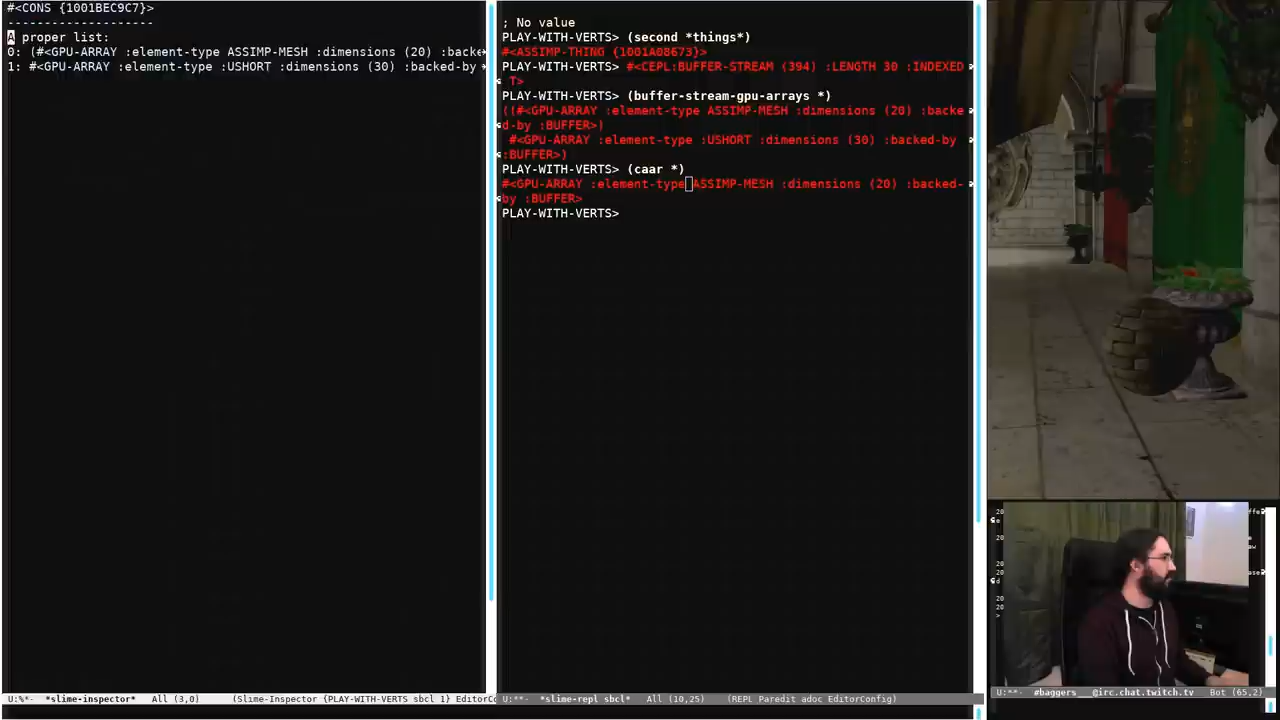 #<CONS {1001BEC9C7}>
--------------------
A proper list:
0: (#<GPU-ARRAY :element-type ASSIMP-MESH :dimensions (20) :backe
1: #<GPU-ARRAY :element-type :USHORT :dimensions (30) :backed-by
U:%*-  *slime-inspector*   All (3,0)     (Slime-Inspector {PLAY-WITH-VERTS sbcl 1} EditorCo
; No value
PLAY-WITH-VERTS> (second *things*)
#<ASSIMP-THING {1001A08673}>
PLAY-WITH-VERTS> #<CEPL:BUFFER-STREAM (394) :LENGTH 30 :INDEXED
T>
PLAY-WITH-VERTS> (buffer-stream-gpu-arrays *)
((#<GPU-ARRAY :element-type ASSIMP-MESH :dimensions (20) :backe
d-by :BUFFER>)
#<GPU-ARRAY :element-type :USHORT :dimensions (30) :backed-by
:BUFFER>)
PLAY-WITH-VERTS> (caar *)
#<GPU-ARRAY :element-type ASSIMP-MESH :dimensions (20) :backed-
by :BUFFER>
PLAY-WITH-VERTS>
U:**-  *slime-repl sbcl*   All (10,25)     (REPL Paredit adoc EditorConfig)
U:**-  #baggers  __@irc.chat.twitch.tv   Bot (65,2)